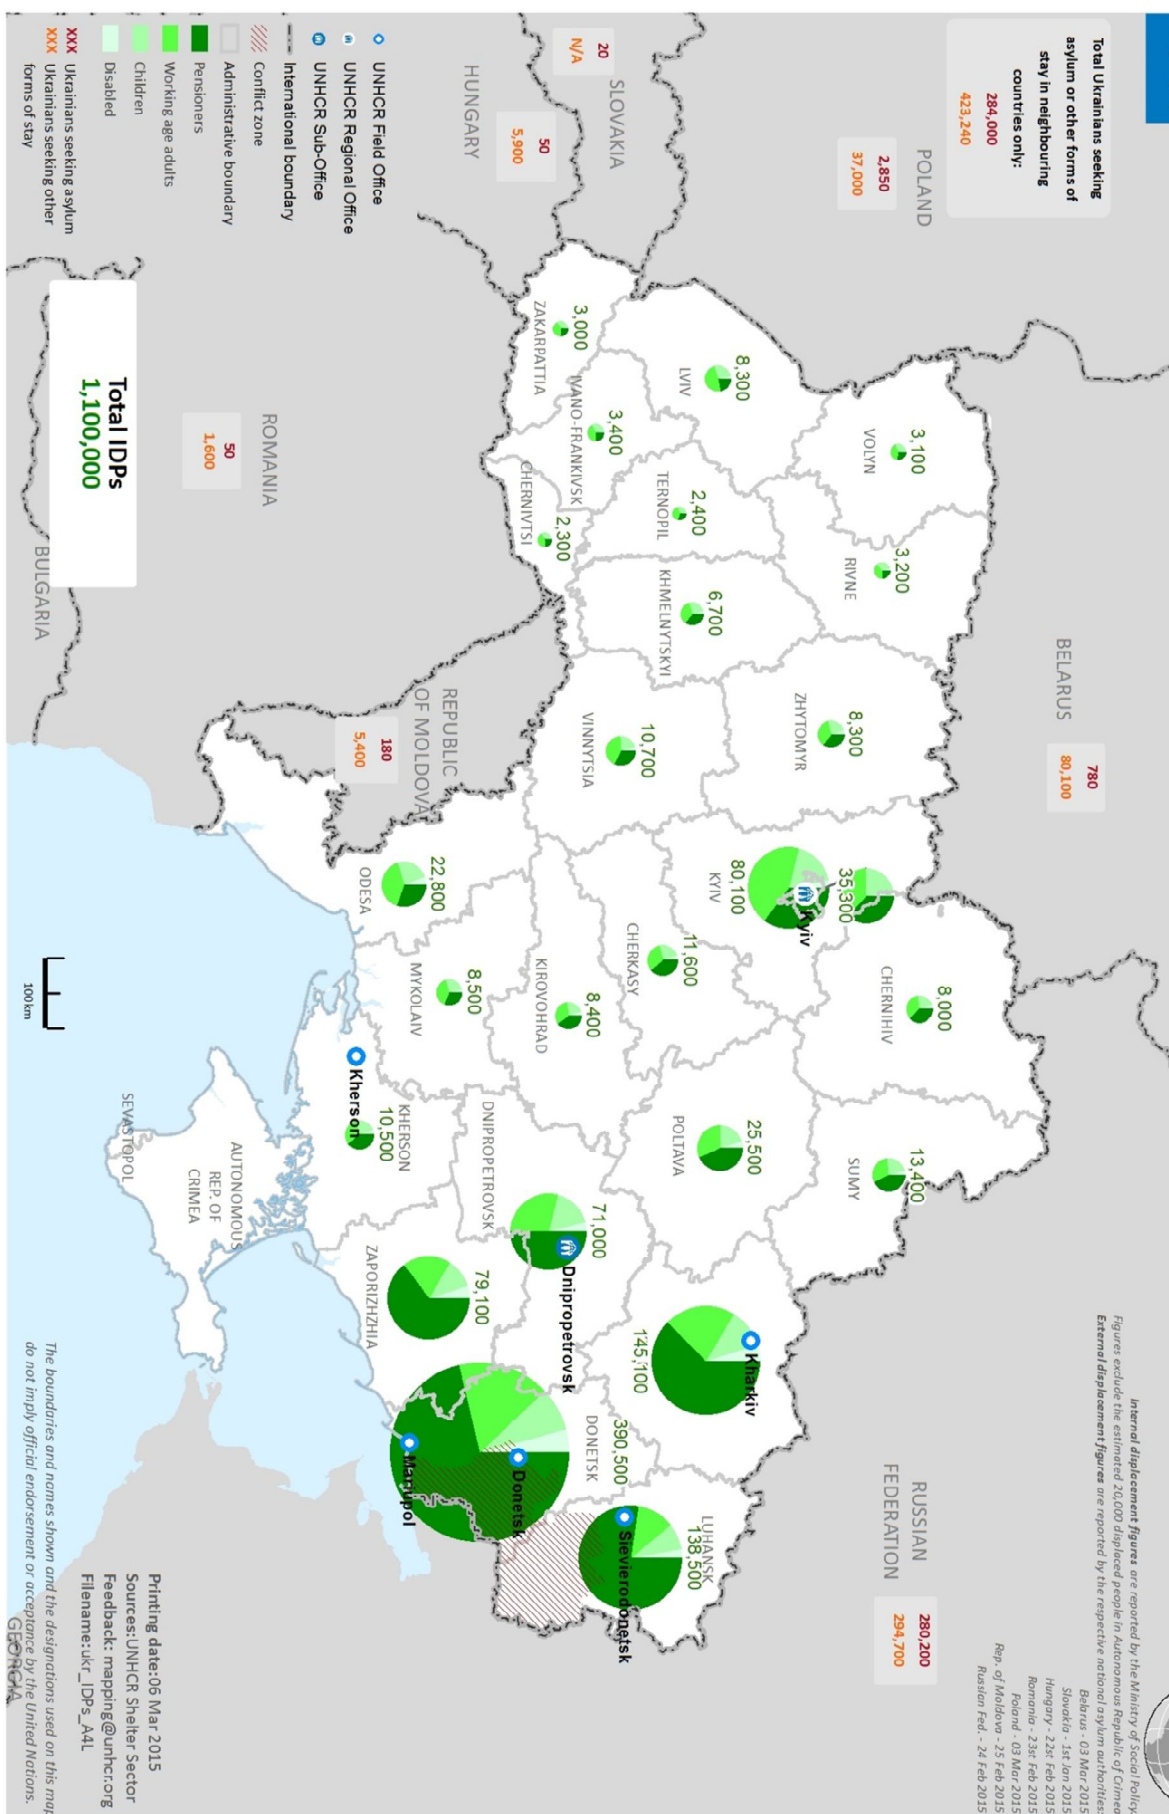 Total Ukrainians seeking
asylum or other forms of
stay in neighbouring
countries only:
284,000
423,240
POLAND
2,850
37,000
BELARUS
780
80,100
SLOVAKIA
20
N/A
HUNGARY
50
5,900
ROMANIA
50
1,600
REPUBLIC
OF MOLDOVA
180
5,400
BULGARIA
RUSSIAN
FEDERATION
280,200
294,700
GEORGIA
Internal displacement figures are reported by the Ministry of Social Policy.
Figures exclude the estimated 20,000 displaced people in Autonomous Republic of Crimea
External displacement figures are reported by the respective national asylum authorities:
Belarus - 03 Mar 2015
Slovakia - 1st Jan 2015
Hungary - 22st Feb 2015
Romania - 23st Feb 2015
Poland - 03 Mar 2015
Rep. of Moldova - 25 Feb 2015
Russian Fed. - 24 Feb 2015
3,100
VOLYN
3,200
RIVNE
8,300
ZHYTOMYR
35,300
Kyiv
80,100
KYIV
8,000
CHERNIHIV
13,400
SUMY
8,300
LVIV
2,400
TERNOPIL
6,700
KHMELNYTSKYI
10,700
VINNYTSIA
11,600
CHERKASY
25,500
POLTAVA
Kharkiv
145,100
LUHANSK
138,500
Sievierodonetsk
3,000
ZAKARPATTIA
3,400
IVANO-FRANKIVSK
2,300
CHERNIVTSI
8,400
KIROVOHRAD
71,000
Dnipropetrovsk
DNIPROPETROVSK
390,500
DONETSK
Donetsk
Mariupol
22,800
ODESA
8,500
MYKOLAIV
79,100
ZAPORIZHZHIA
KHERSON
10,500
Kherson
AUTONOMOUS
REP. OF
CRIMEA
SEVASTOPOL
UNHCR Field Office
UNHCR Regional Office
UNHCR Sub-Office
International boundary
Conflict zone
Administrative boundary
Pensioners
Working age adults
Children
Disabled
XXX Ukrainians seeking asylum
XXX Ukrainians seeking other
forms of stay
Total IDPs
1,100,000
100 km
Printing date:06 Mar 2015
Sources:UNHCR Shelter Sector
Feedback: mapping@unhcr.org
Filename:ukr_IDPs_A4L
The boundaries and names shown and the designations used on this map
do not imply official endorsement or acceptance by the United Nations.